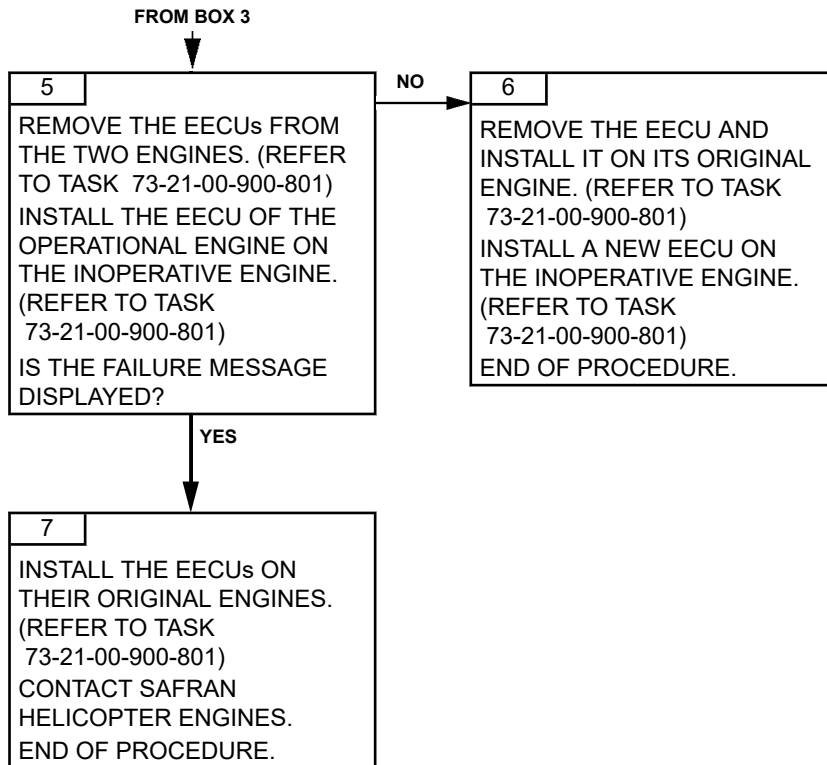 FROM BOX 3
5
REMOVE THE EECUs FROM
THE TWO ENGINES. (REFER
TO TASK 73-21-00-900-801)
INSTALL THE EECU OF THE
OPERATIONAL ENGINE ON
THE INOPERATIVE ENGINE.
(REFER TO TASK
73-21-00-900-801)
IS THE FAILURE MESSAGE
DISPLAYED?
NO
6
REMOVE THE EECU AND
INSTALL IT ON ITS ORIGINAL
ENGINE. (REFER TO TASK
73-21-00-900-801)
INSTALL A NEW EECU ON
THE INOPERATIVE ENGINE.
(REFER TO TASK
73-21-00-900-801)
END OF PROCEDURE.
YES
7
INSTALL THE EECUs ON
THEIR ORIGINAL ENGINES.
(REFER TO TASK
73-21-00-900-801)
CONTACT SAFRAN
HELICOPTER ENGINES.
END OF PROCEDURE.